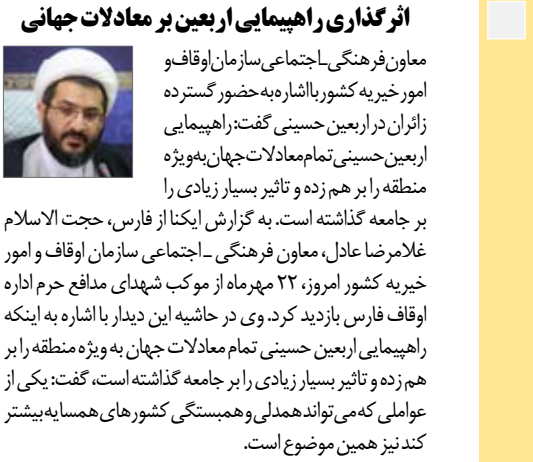 اثرگذاری راهپیمایی اربعین بر معادلات جهانی
معاون فرهنگی ـ اجتماعی سازمان اوقاف و
امور خیریه کشور با اشاره به حضور گسترده
زائران در اربعین حسینی گفت: راهپیمایی
اربعین حسینی تمام معادلات جهان به ویژه
منطقه را بر هم زده و تاثیر بسیار زیادی را
بر جامعه گذاشته است. به گزارش ایکنا از فارس، حجت الاسلام
غلامرضا عادل، معاون فرهنگی ـ اجتماعی سازمان اوقاف و امور
خیریه کشور امروز، ۲۲ مهرماه از موکب شهدای مدافع حرم اداره
اوقاف فارس بازدید کرد. وی در حاشیه این دیدار با اشاره به اینکه
راهپیمایی اربعین حسینی تمام معادلات جهان به ویژه منطقه را بر
هم زده و تاثیر بسیار زیادی را بر جامعه گذاشته است، گفت: یکی از
عواملی که می تواند همدلی و همبستگی کشورهای همسایه بیشتر
کند نیز همین موضوع است.